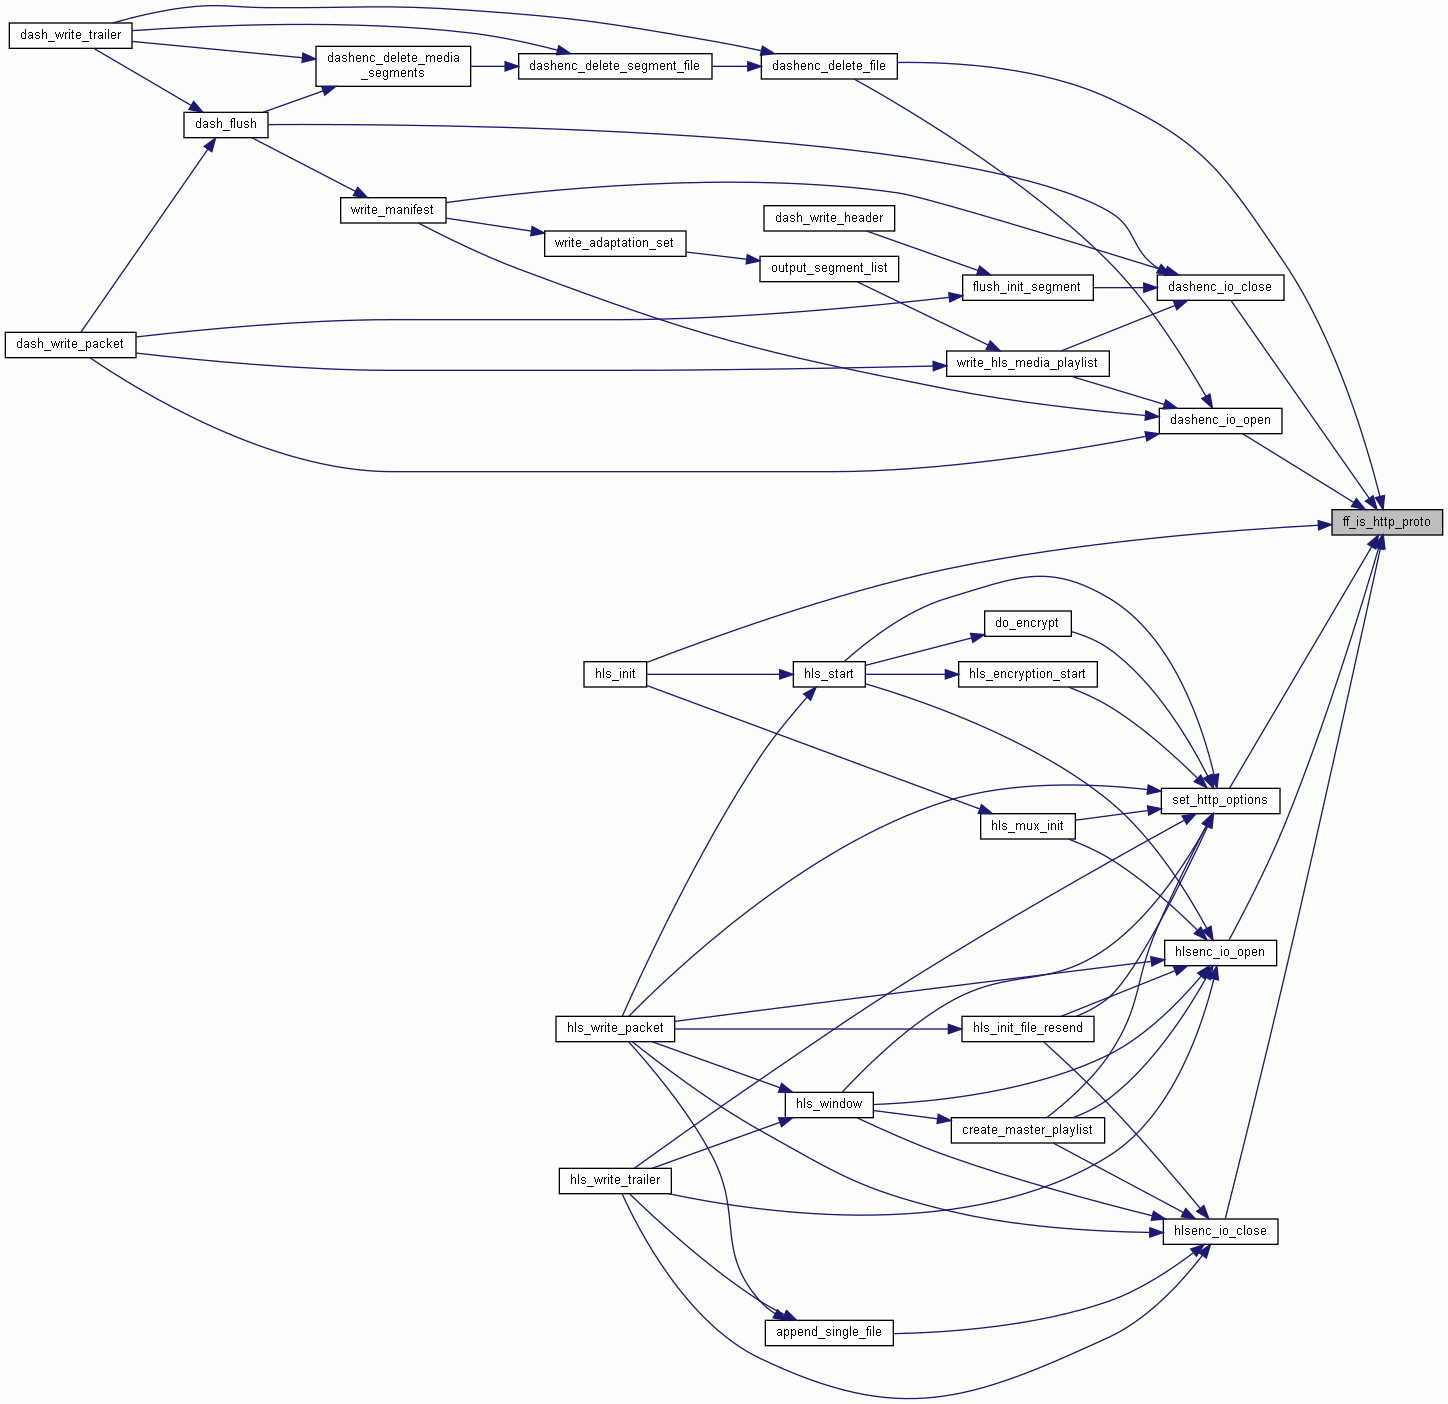 dash_write_trailer
dashenc_delete_media
_segments
dashenc_delete_segment_file
dashenc_delete_file
dash_flush
write_manifest
dash_write_header
write_adaptation_set
output_segment_list
flush_init_segment
dashenc_io_close
dash_write_packet
write_hls_media_playlist
dashenc_io_open
ff_is_http_proto
do_encrypt
hls_init
hls_start
hls_encryption_start
set_http_options
hls_mux_init
hlsenc_io_open
hls_write_packet
hls_init_file_resend
hls_window
create_master_playlist
hls_write_trailer
hlsenc_io_close
append_single_file